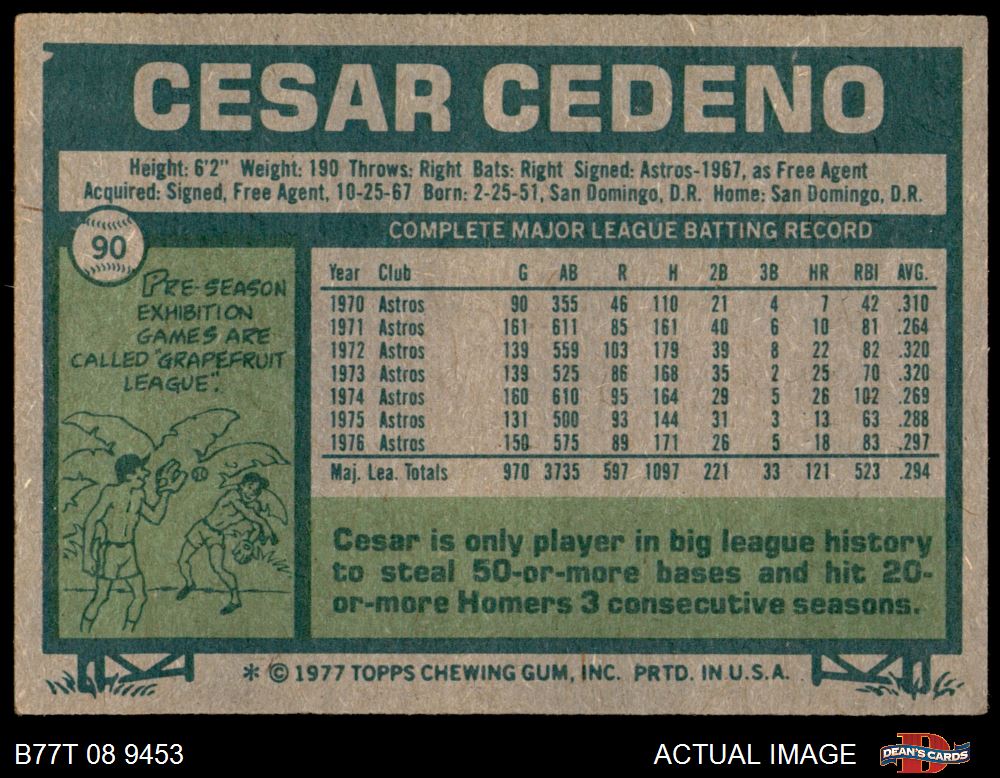 CESAR CEDENO
Height: 6'2" Weight: 190 Throws: Right Bats: Right Signed: Astros-1967, as Free Agent
Acquired: Signed, Free Agent, 10-25-67 Born: 2-25-51, San Domingo, D.R. Home: San Domingo, D.R.
90
PRE-SEASON
EXHIBITION
GAMES ARE
CALLED "GRAPEFRUIT
LEAGUE".
COMPLETE MAJOR LEAGUE BATTING RECORD
Year Club G AB R H 2B 3B HR RBI AVG.
1970 Astros 90 355 46 110 21 4 7 42 .310
1971 Astros 161 611 85 161 40 6 10 81 .264
1972 Astros 139 559 103 179 39 8 22 82 .320
1973 Astros 139 525 86 168 35 2 25 70 .320
1974 Astros 160 610 95 164 29 5 26 102 .269
1975 Astros 131 500 93 144 31 3 13 63 .288
1976 Astros 150 575 89 171 26 5 18 83 .297
Maj. Lea. Totals 970 3735 597 1097 221 33 121 523 .294
Cesar is only player in big league history
to steal 50-or-more bases and hit 20-
or-more Homers 3 consecutive seasons.
* © 1977 TOPPS CHEWING GUM, INC. PRTD. IN U.S.A.
B77T 08 9453
ACTUAL IMAGE
D
DEAN'S CARDS